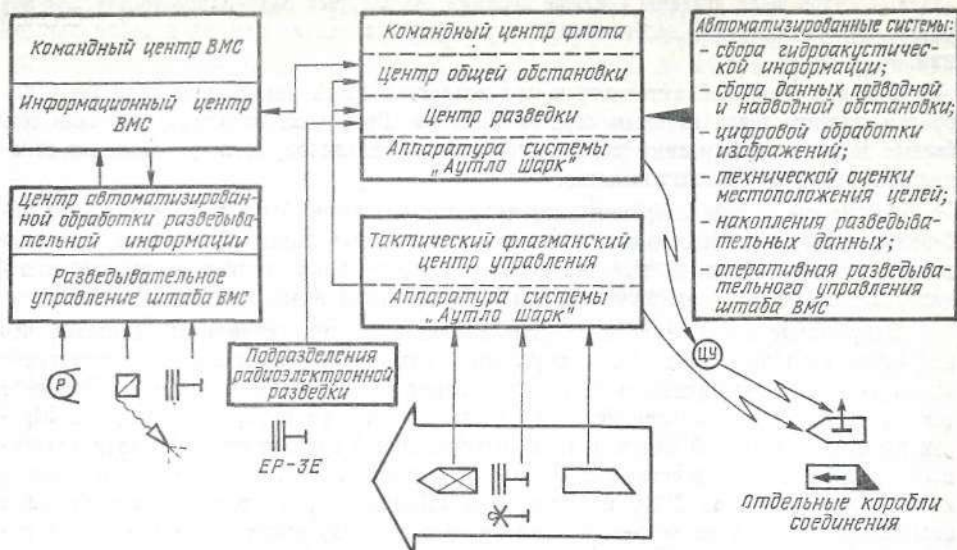 Командный центр ВМС
Информационный центр
ВМС
Центр автоматизирован-
ной обработки разведыва-
тельной информации
Разведывательное
управление штаба ВМС
Р
Подразделения
радиоэлектронной
разведки
EP-3E
Командный центр флота
Центр общей обстановки
Центр разведки
Аппаратура системы
„Аутло шарк"
Тактический флагманский
центр управления
Аппаратура системы
„Аутло шарк"
Автоматизированные системы:
- сбора гидроакустичес-
кой информации;
- сбора данных подводной
и надводной обстановки;
- цифровой обработки
изображений;
- технической оценки
местоположения целей;
- накопления разведыва-
тельных данных;
- оперативная разведыва-
тельного управления
штаба ВМС
ЦУ
Отдельные корабли
соединения